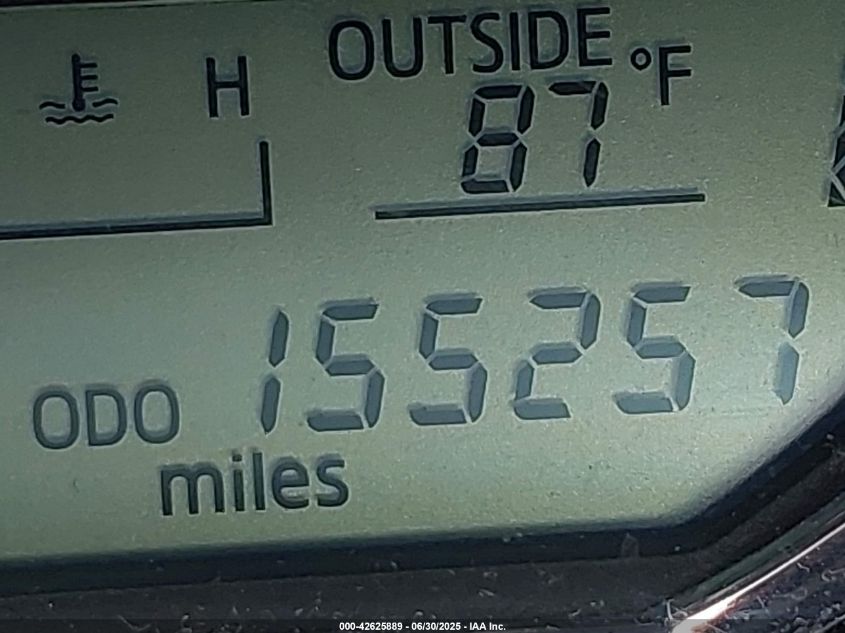 OUTSIDE °F
H
87
155257
ODO
miles
000-42625889 - 06/30/2025 - IAA Inc.